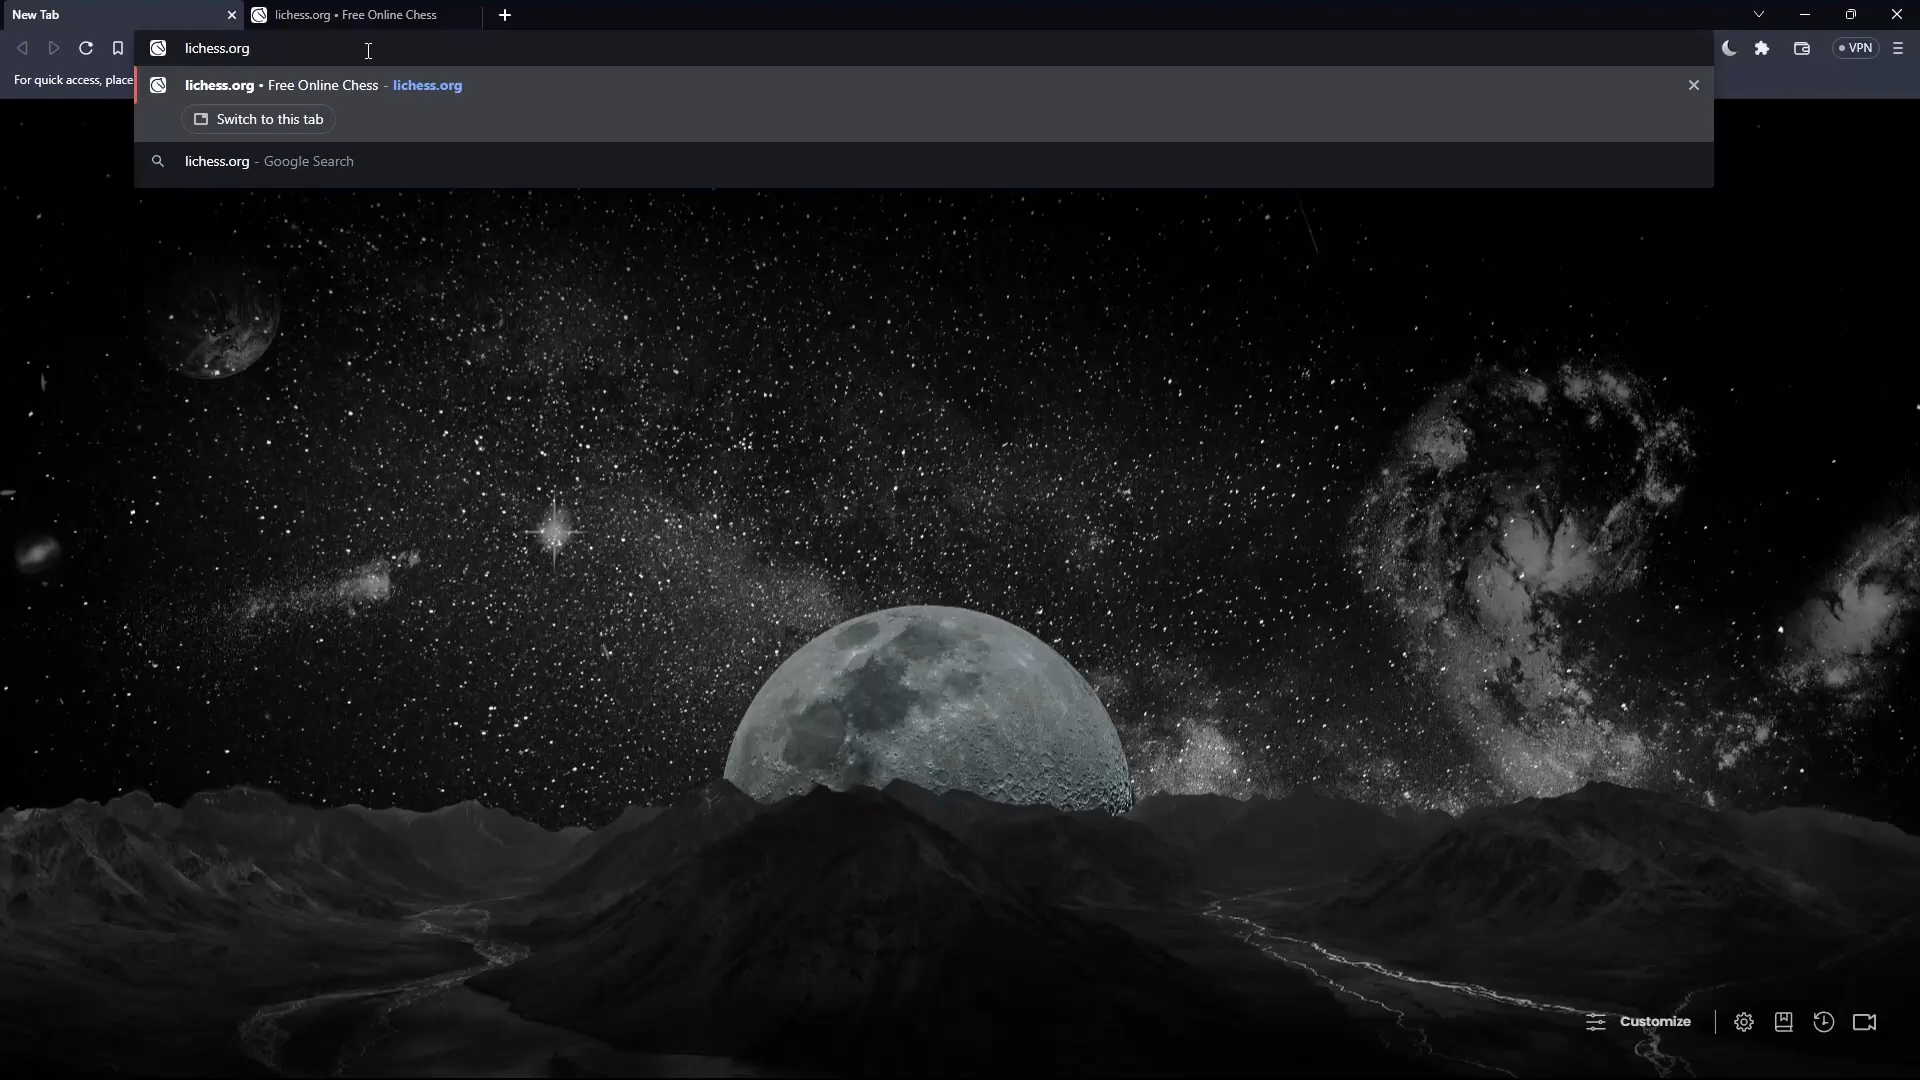 New Tab
lichess.org • Free Online Chess
lichess.org
VPN
For quick access, place
lichess.org • Free Online Chess - lichess.org
Switch to this tab
lichess.org - Google Search
Customize